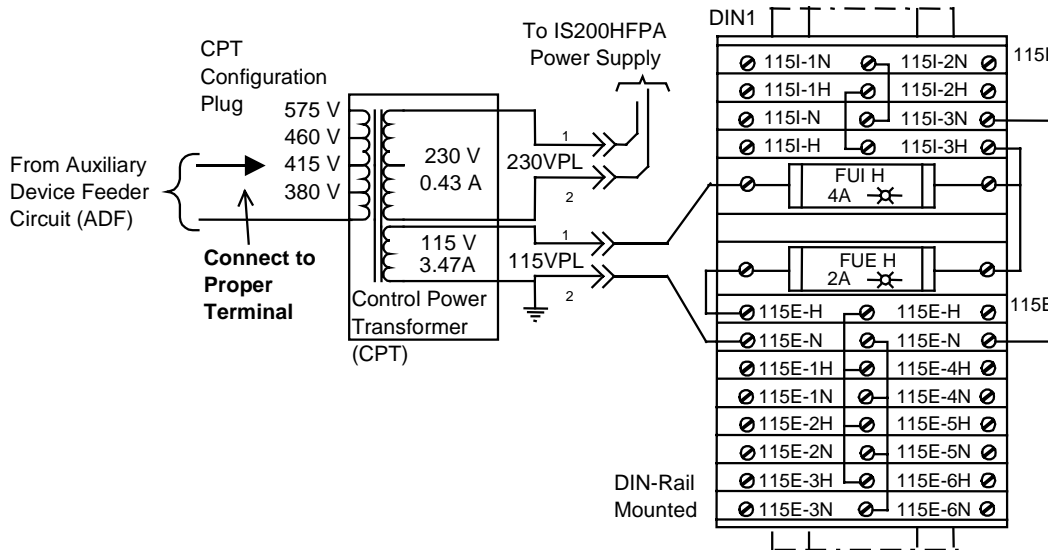 CPT
Configuration
Plug
575 V
460 V
415 V
380 V
From Auxiliary
Device Feeder
Circuit (ADF)
Connect to
Proper
Terminal
230 V
0.43 A
115 V
3.47A
Control Power
Transformer
(CPT)
To IS200HFPA
Power Supply
1
230VPL
2
1
115VPL
2
DIN1
115I-1N 115I-2N 115I
115I-1H 115I-2H
115I-N 115I-3N
115I-H 115I-3H
FUI H
4A
FUE H
2A
115E-H 115E-H 115E
115E-N 115E-N
115E-1H 115E-4H
115E-1N 115E-4N
115E-2H 115E-5H
115E-2N 115E-5N
115E-3H 115E-6H
115E-3N 115E-6N
DIN-Rail
Mounted